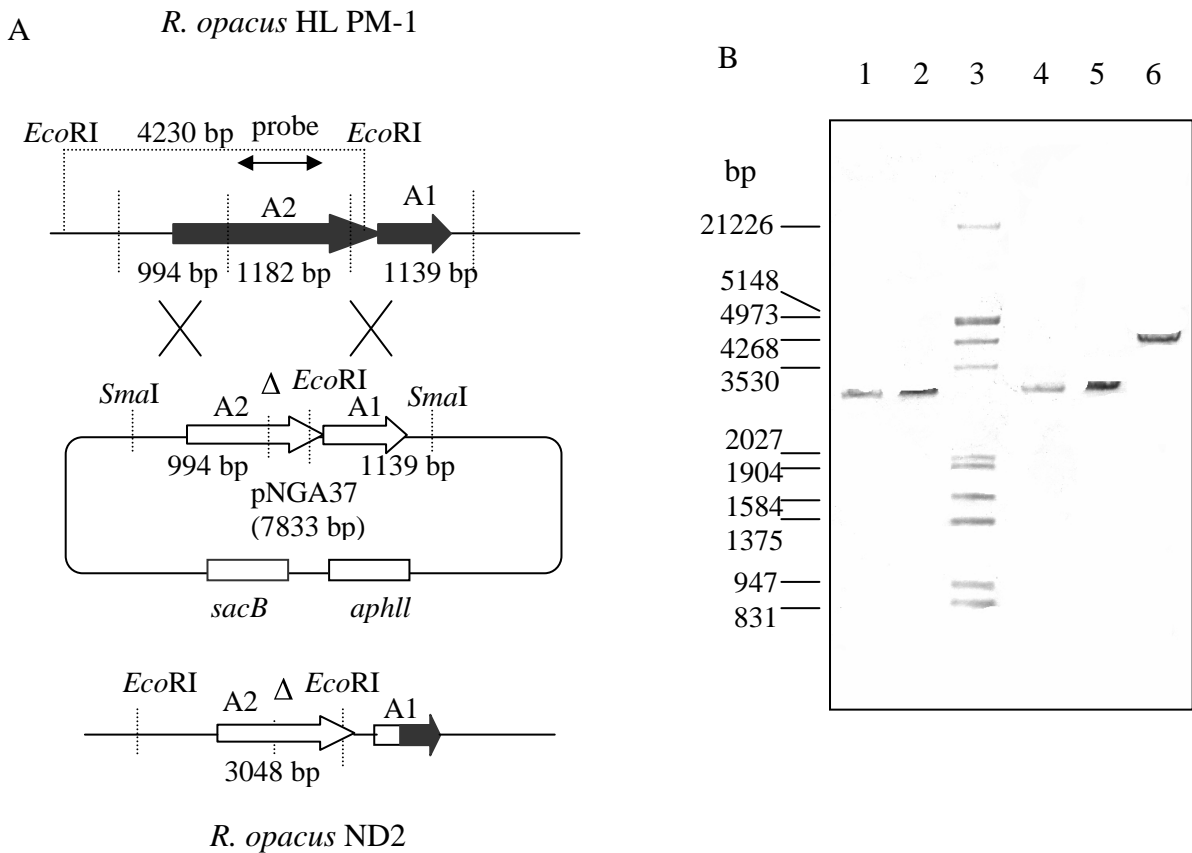 A
R. opacus HL PM-1
EcoRI
4230 bp
probe
EcoRI
A2
A1
994 bp
1182 bp
1139 bp
SmaI
A2
Δ
EcoRI
A1
SmaI
994 bp
1139 bp
pNGA37
(7833 bp)
sacB
aphll
EcoRI
A2
Δ
EcoRI
A1
3048 bp
R. opacus ND2
B
1 2 3 4 5 6
bp
21226
5148
4973
4268
3530
2027
1904
1584
1375
947
831